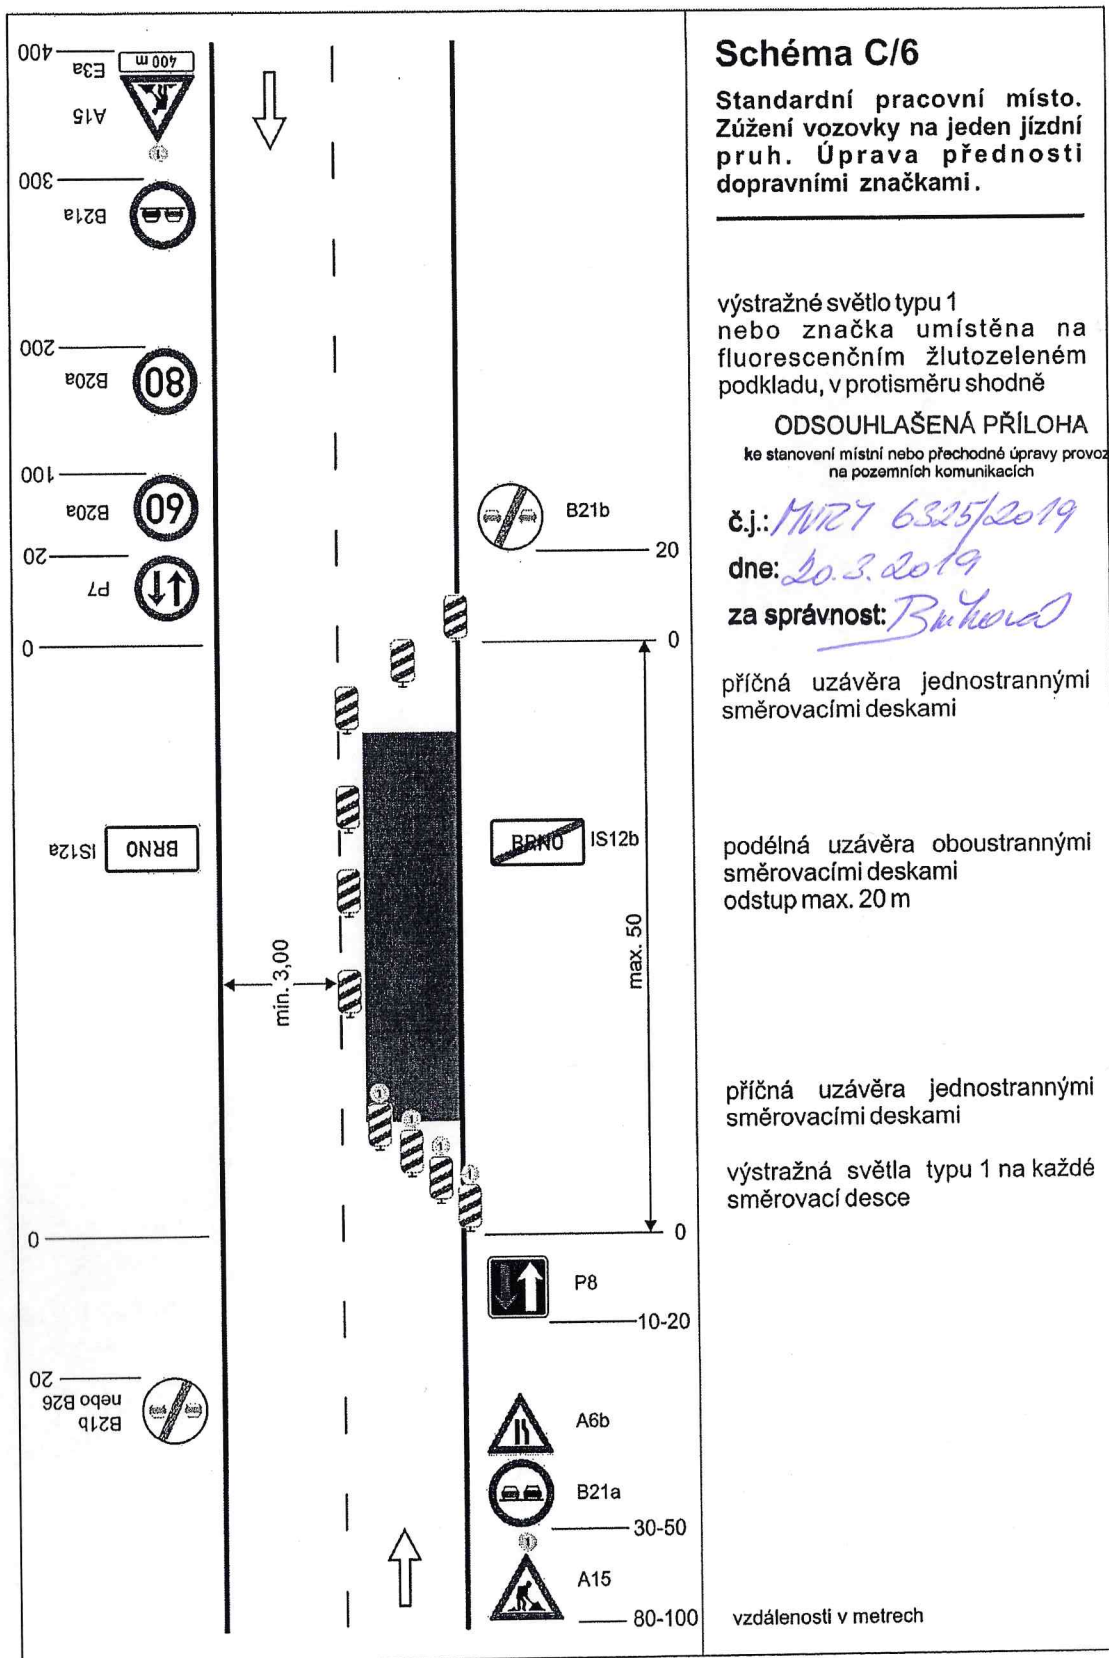 Schéma C/6
Standardní pracovní místo.
Zúžení vozovky na jeden jízdní
pruh. Úprava přednosti
dopravními značkami.
výstražné světlo typu 1
nebo značka umístěna na
fluorescenčním žlutozeleném
podkladu, v protisměru shodně
ODSOUHLAŠENÁ PŘÍLOHA
ke stanovení místní nebo přechodné úpravy provoz
na pozemních komunikacích
č.j.: 6325/2019
dne: 20.3.2019
za správnost:
příčná uzávěra jednostrannými
směrovacími deskami
podélná uzávěra oboustrannými
směrovacími deskami
odstup max. 20 m
příčná uzávěra jednostrannými
směrovacími deskami
výstražná světla typu 1 na každé
směrovací desce
vzdálenosti v metrech
400
400 m
E3a
A15
1
300
B21a
200
80
B20a
100
60
B20a
20
P7
0
B21b
20
0
BRNO
IS12a
BRNO
IS12b
min. 3,00
max. 50
1
1
1
1
0
0
P8
10-20
20
B21b
nebo B26
A6b
B21a
30-50
1
A15
80-100